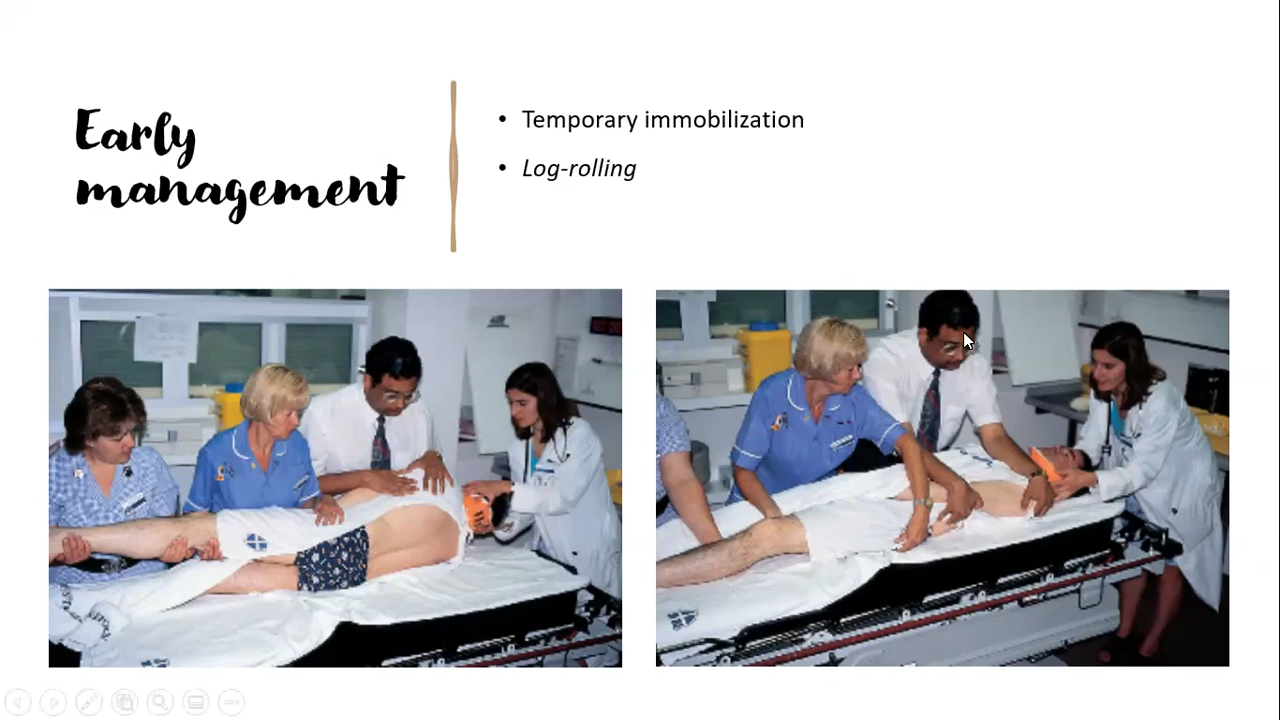 Early
management
• Temporary immobilization
• Log-rolling